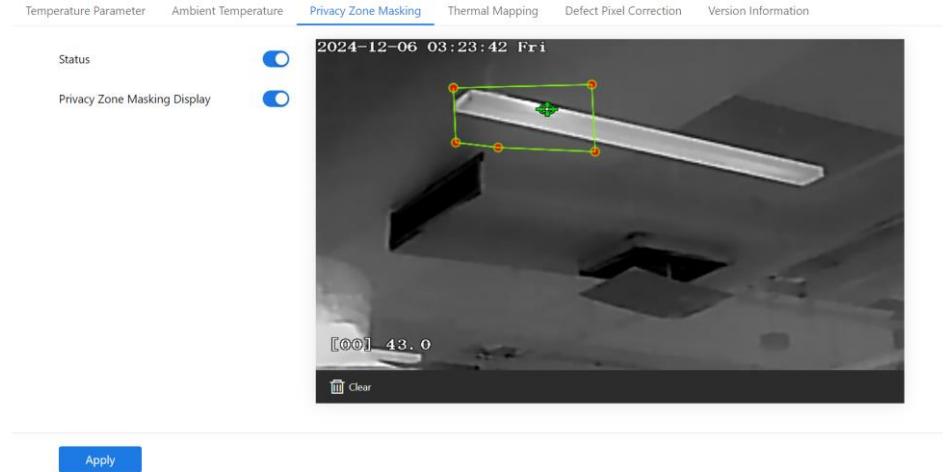 Temperature Parameter Ambient Temperature Privacy Zone Masking Thermal Mapping Defect Pixel Correction Version Information
2024-12-06 03:23:42 Fri
Status
Privacy Zone Masking Display
[00] 43.0
Clear
Apply